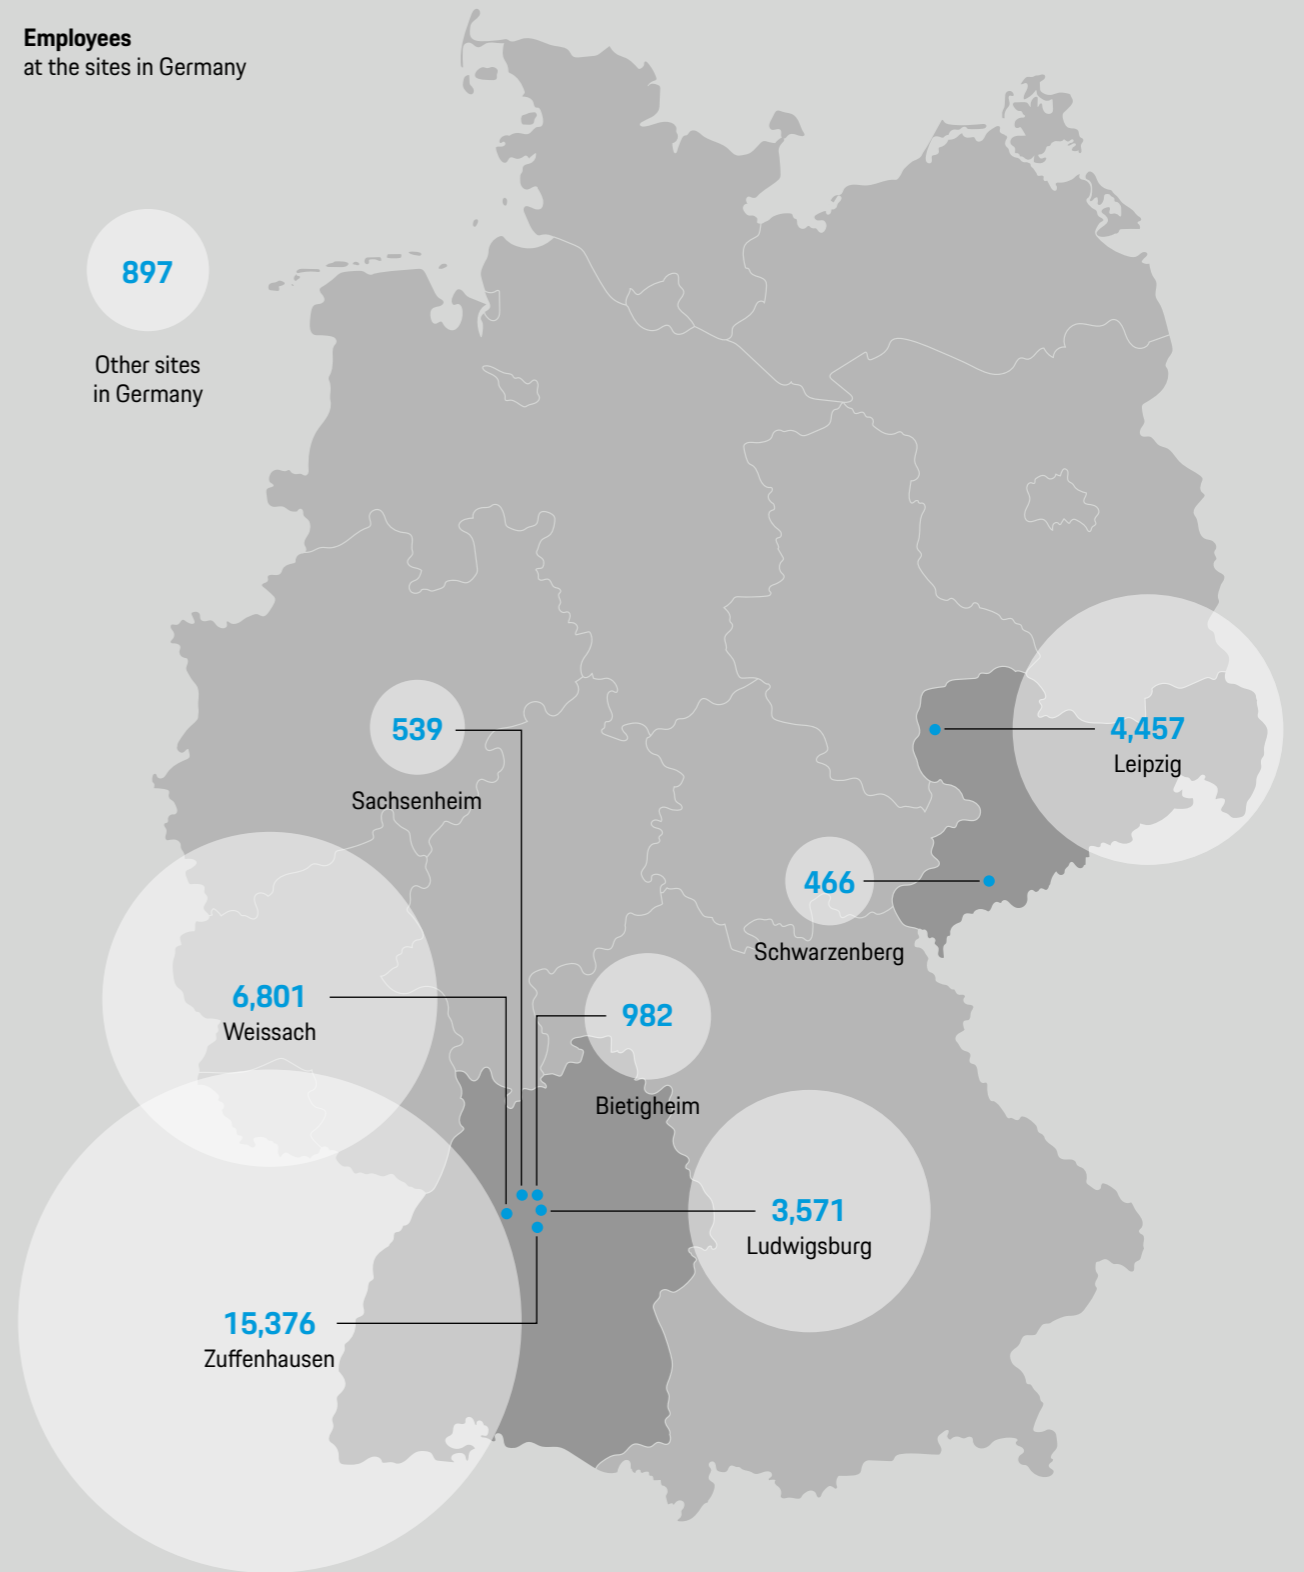 Employees
at the sites in Germany
897
Other sites
in Germany
539
Sachsenheim
4,457
Leipzig
466
Schwarzenberg
6,801
Weissach
982
Bietigheim
3,571
Ludwigsburg
15,376
Zuffenhausen